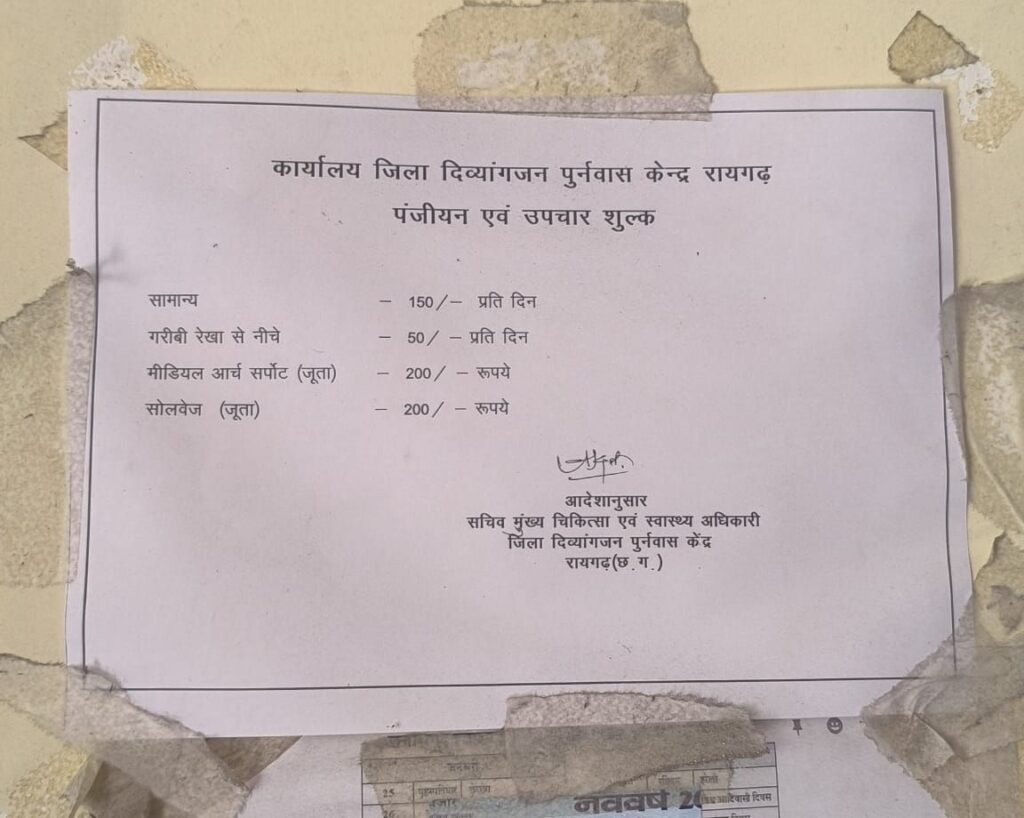 कार्यालय जिला दिव्यांगजन पुर्नवास केन्द्र रायगढ़
पंजीयन एवं उपचार शुल्क
सामान्य – 150/– प्रति दिन
गरीबी रेखा से नीचे – 50/ – प्रति दिन
मीडियल आर्च सर्पोट (जूता) – 200/ – रूपये
सोलवेज (जूता) – 200/ – रूपये
आदेशानुसार
सचिव मुंख्य चिकित्सा एवं स्वास्थ्य अधिकारी
जिला दिव्यांगजन पुर्नवास केंद्र
रायगढ़(छ.ग.)
25
नववर्ष